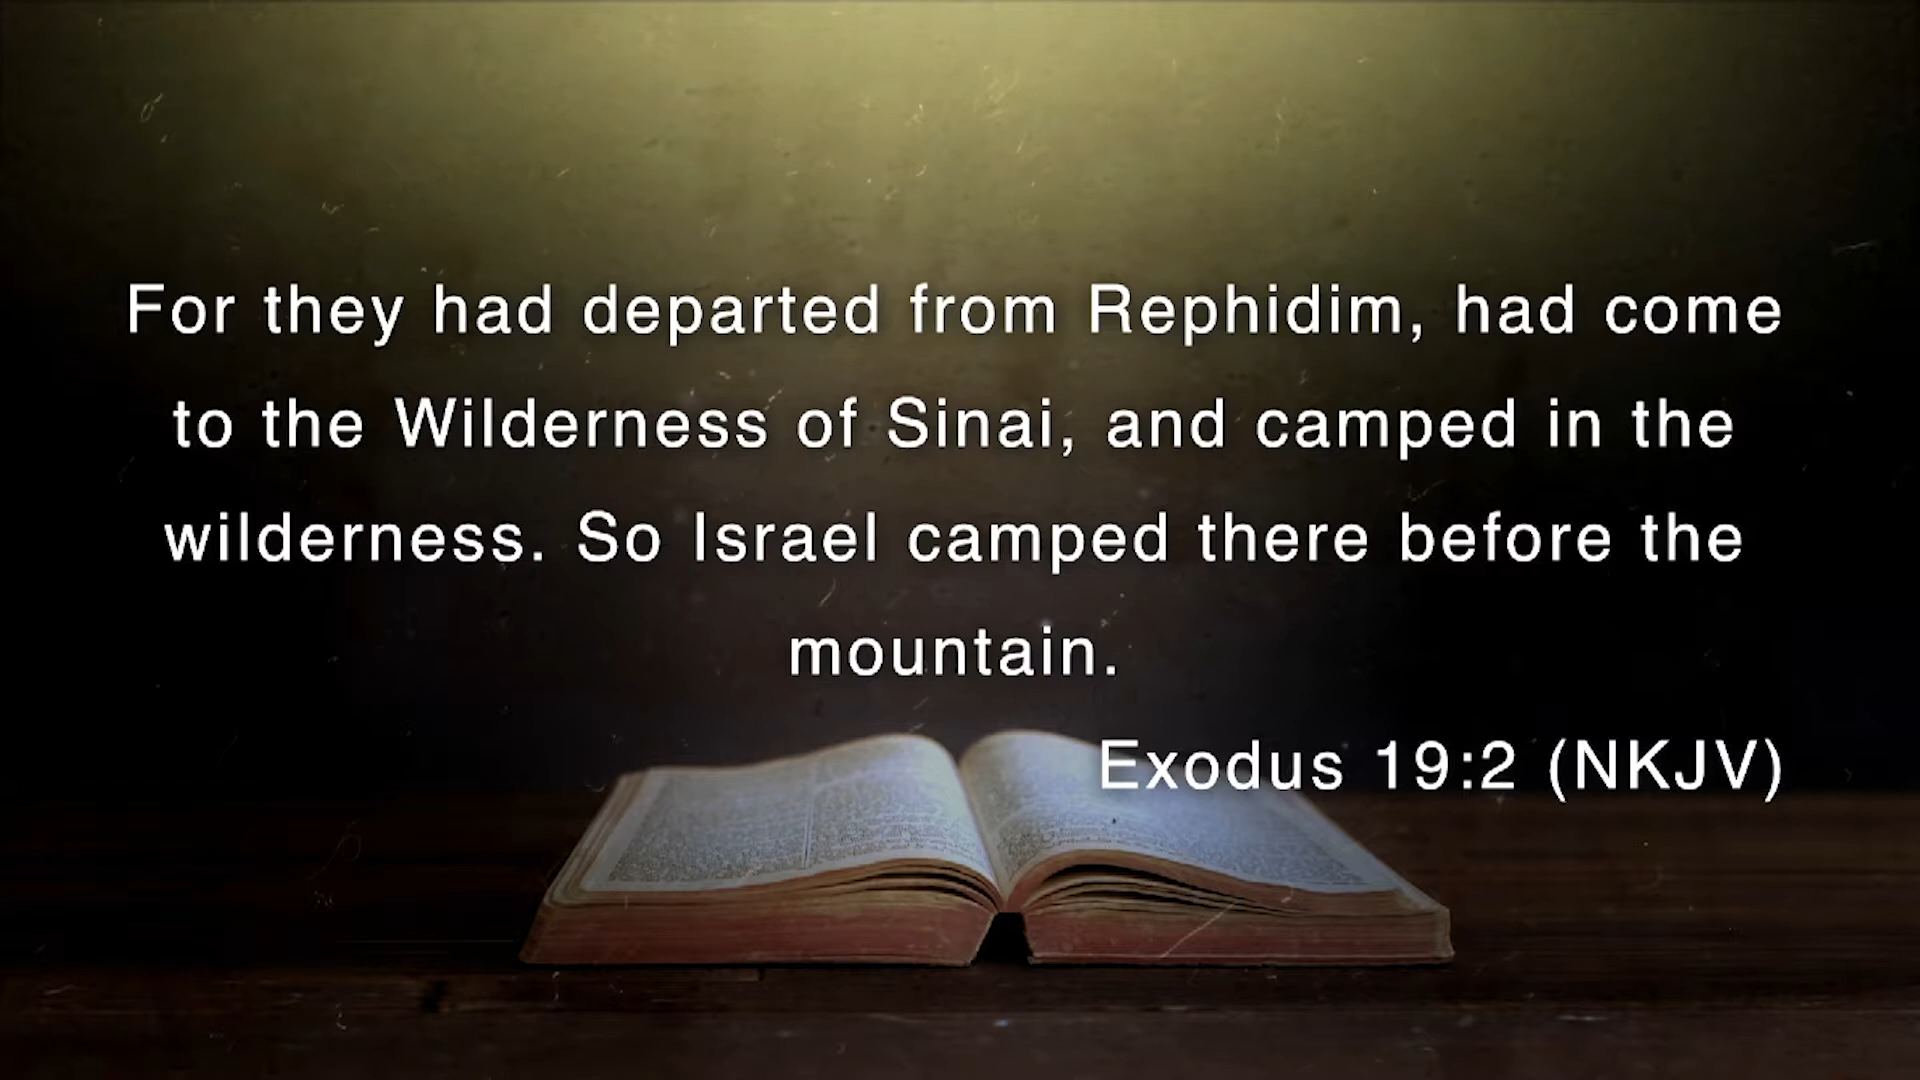 For they had departed from Rephidim, had come
to the Wilderness of Sinai, and camped in the
wilderness. So Israel camped there before the
mountain.
Exodus 19:2 (NKJV)